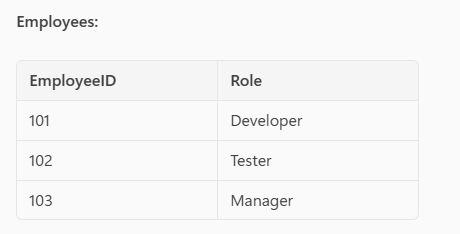 Employees:
EmployeeID Role
101 Developer
102 Tester
103 Manager